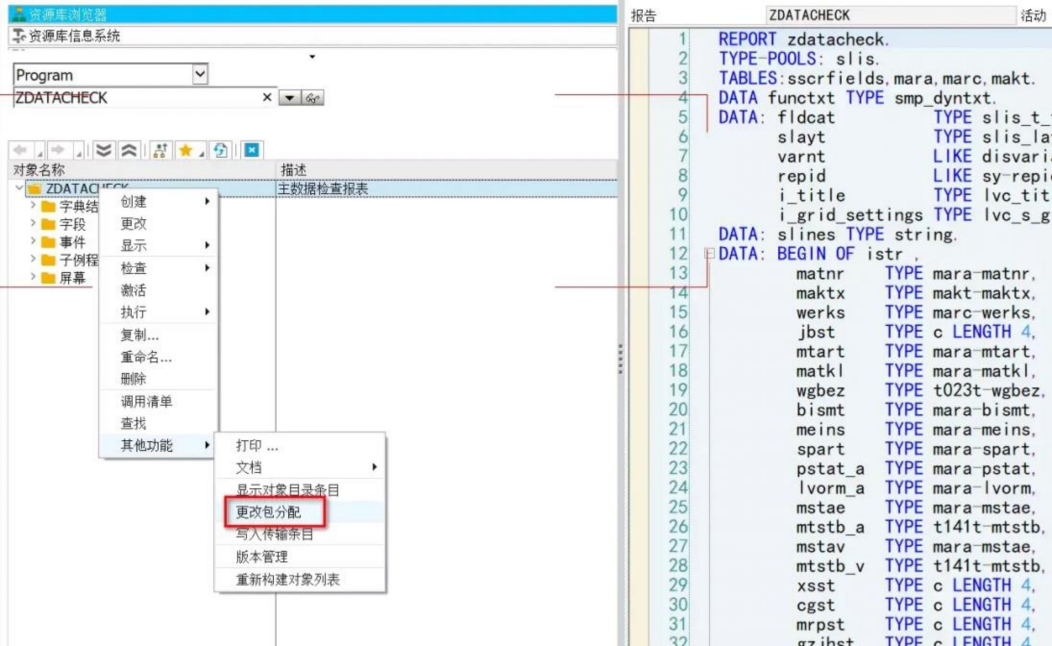 资源库浏览器
资源库信息系统
Program
ZDATACHECK
对象名称 描述
ZDATACHECK 主数据检查报表
字典结
字段
事件
子例程
屏幕
创建
更改
显示
检查
激活
执行
复制...
重命名...
删除
调用清单
查找
其他功能
打印 ...
文档
显示对象目录条目
更改包分配
写入传输条目
版本管理
重新构建对象列表
报告 ZDATACHECK 活动
1 REPORT zdatacheck.
2 TYPE-POOLS: slis.
3 TABLES:sscrfields,mara,marc,makt.
4 DATA functxt TYPE smp_dyntxt.
5 DATA: fldcat TYPE slis_t_
6 slayt TYPE slis_la
7 varnt LIKE disvari
8 repid LIKE sy-repi
9 i_title TYPE lvc_tit
10 i_grid_settings TYPE lvc_s_g
11 DATA: slines TYPE string.
12 DATA: BEGIN OF istr ,
13 matnr TYPE mara-matnr,
14 maktx TYPE makt-maktx,
15 werks TYPE marc-werks,
16 jbst TYPE c LENGTH 4,
17 mtart TYPE mara-mtart,
18 matkl TYPE mara-matkl,
19 wgbez TYPE t023t-wgbez,
20 bismt TYPE mara-bismt,
21 meins TYPE mara-meins,
22 spart TYPE mara-spart,
23 pstat_a TYPE mara-pstat,
24 lvorm_a TYPE mara-lvorm,
25 mstae TYPE mara-mstae,
26 mtstb_a TYPE t141t-mtstb,
27 mstav TYPE mara-mstae,
28 mtstb_v TYPE t141t-mtstb,
29 xsst TYPE c LENGTH 4,
30 cgst TYPE c LENGTH 4,
31 mrpst TYPE c LENGTH 4,
32 gzjhst TYPE c LENGTH 4